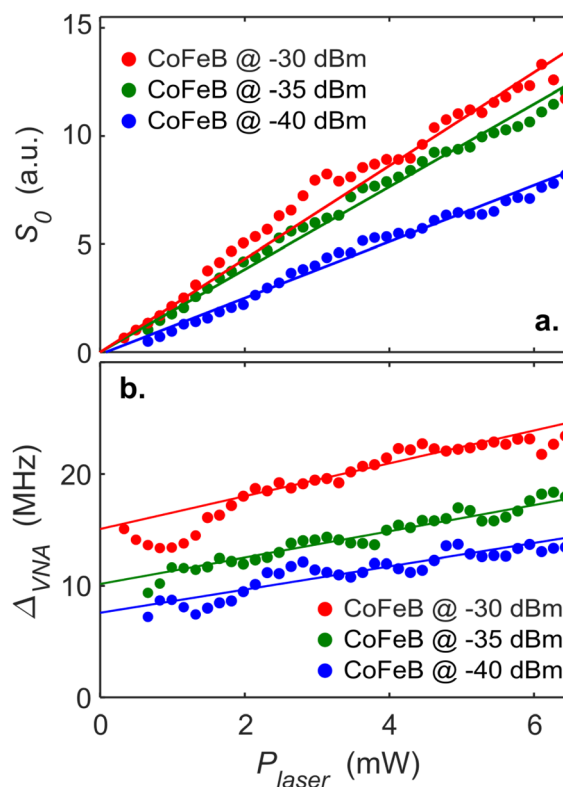 15
10
5
0
S0 (a.u.)
CoFeB @ -30 dBm
CoFeB @ -35 dBm
CoFeB @ -40 dBm
a.
b.
20
10
0
ΔVNA (MHz)
CoFeB @ -30 dBm
CoFeB @ -35 dBm
CoFeB @ -40 dBm
0 2 4 6
Plaser (mW)